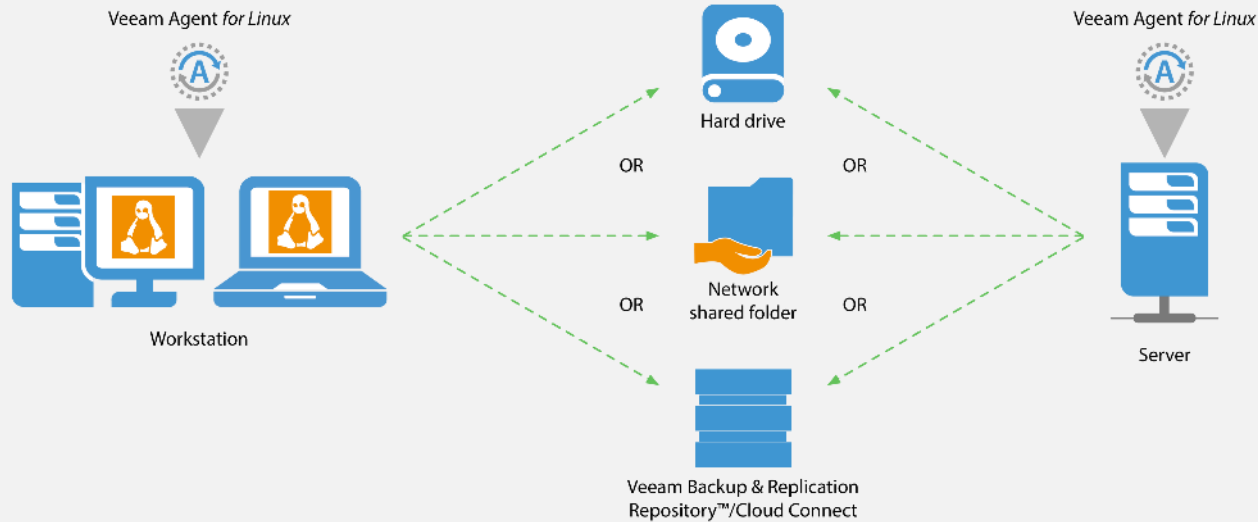 Veeam Agent for Linux
Veeam Agent for Linux
A
A
Hard drive
OR
OR
Network
shared folder
OR
OR
Workstation
Server
Veeam Backup & Replication
Repository™/Cloud Connect